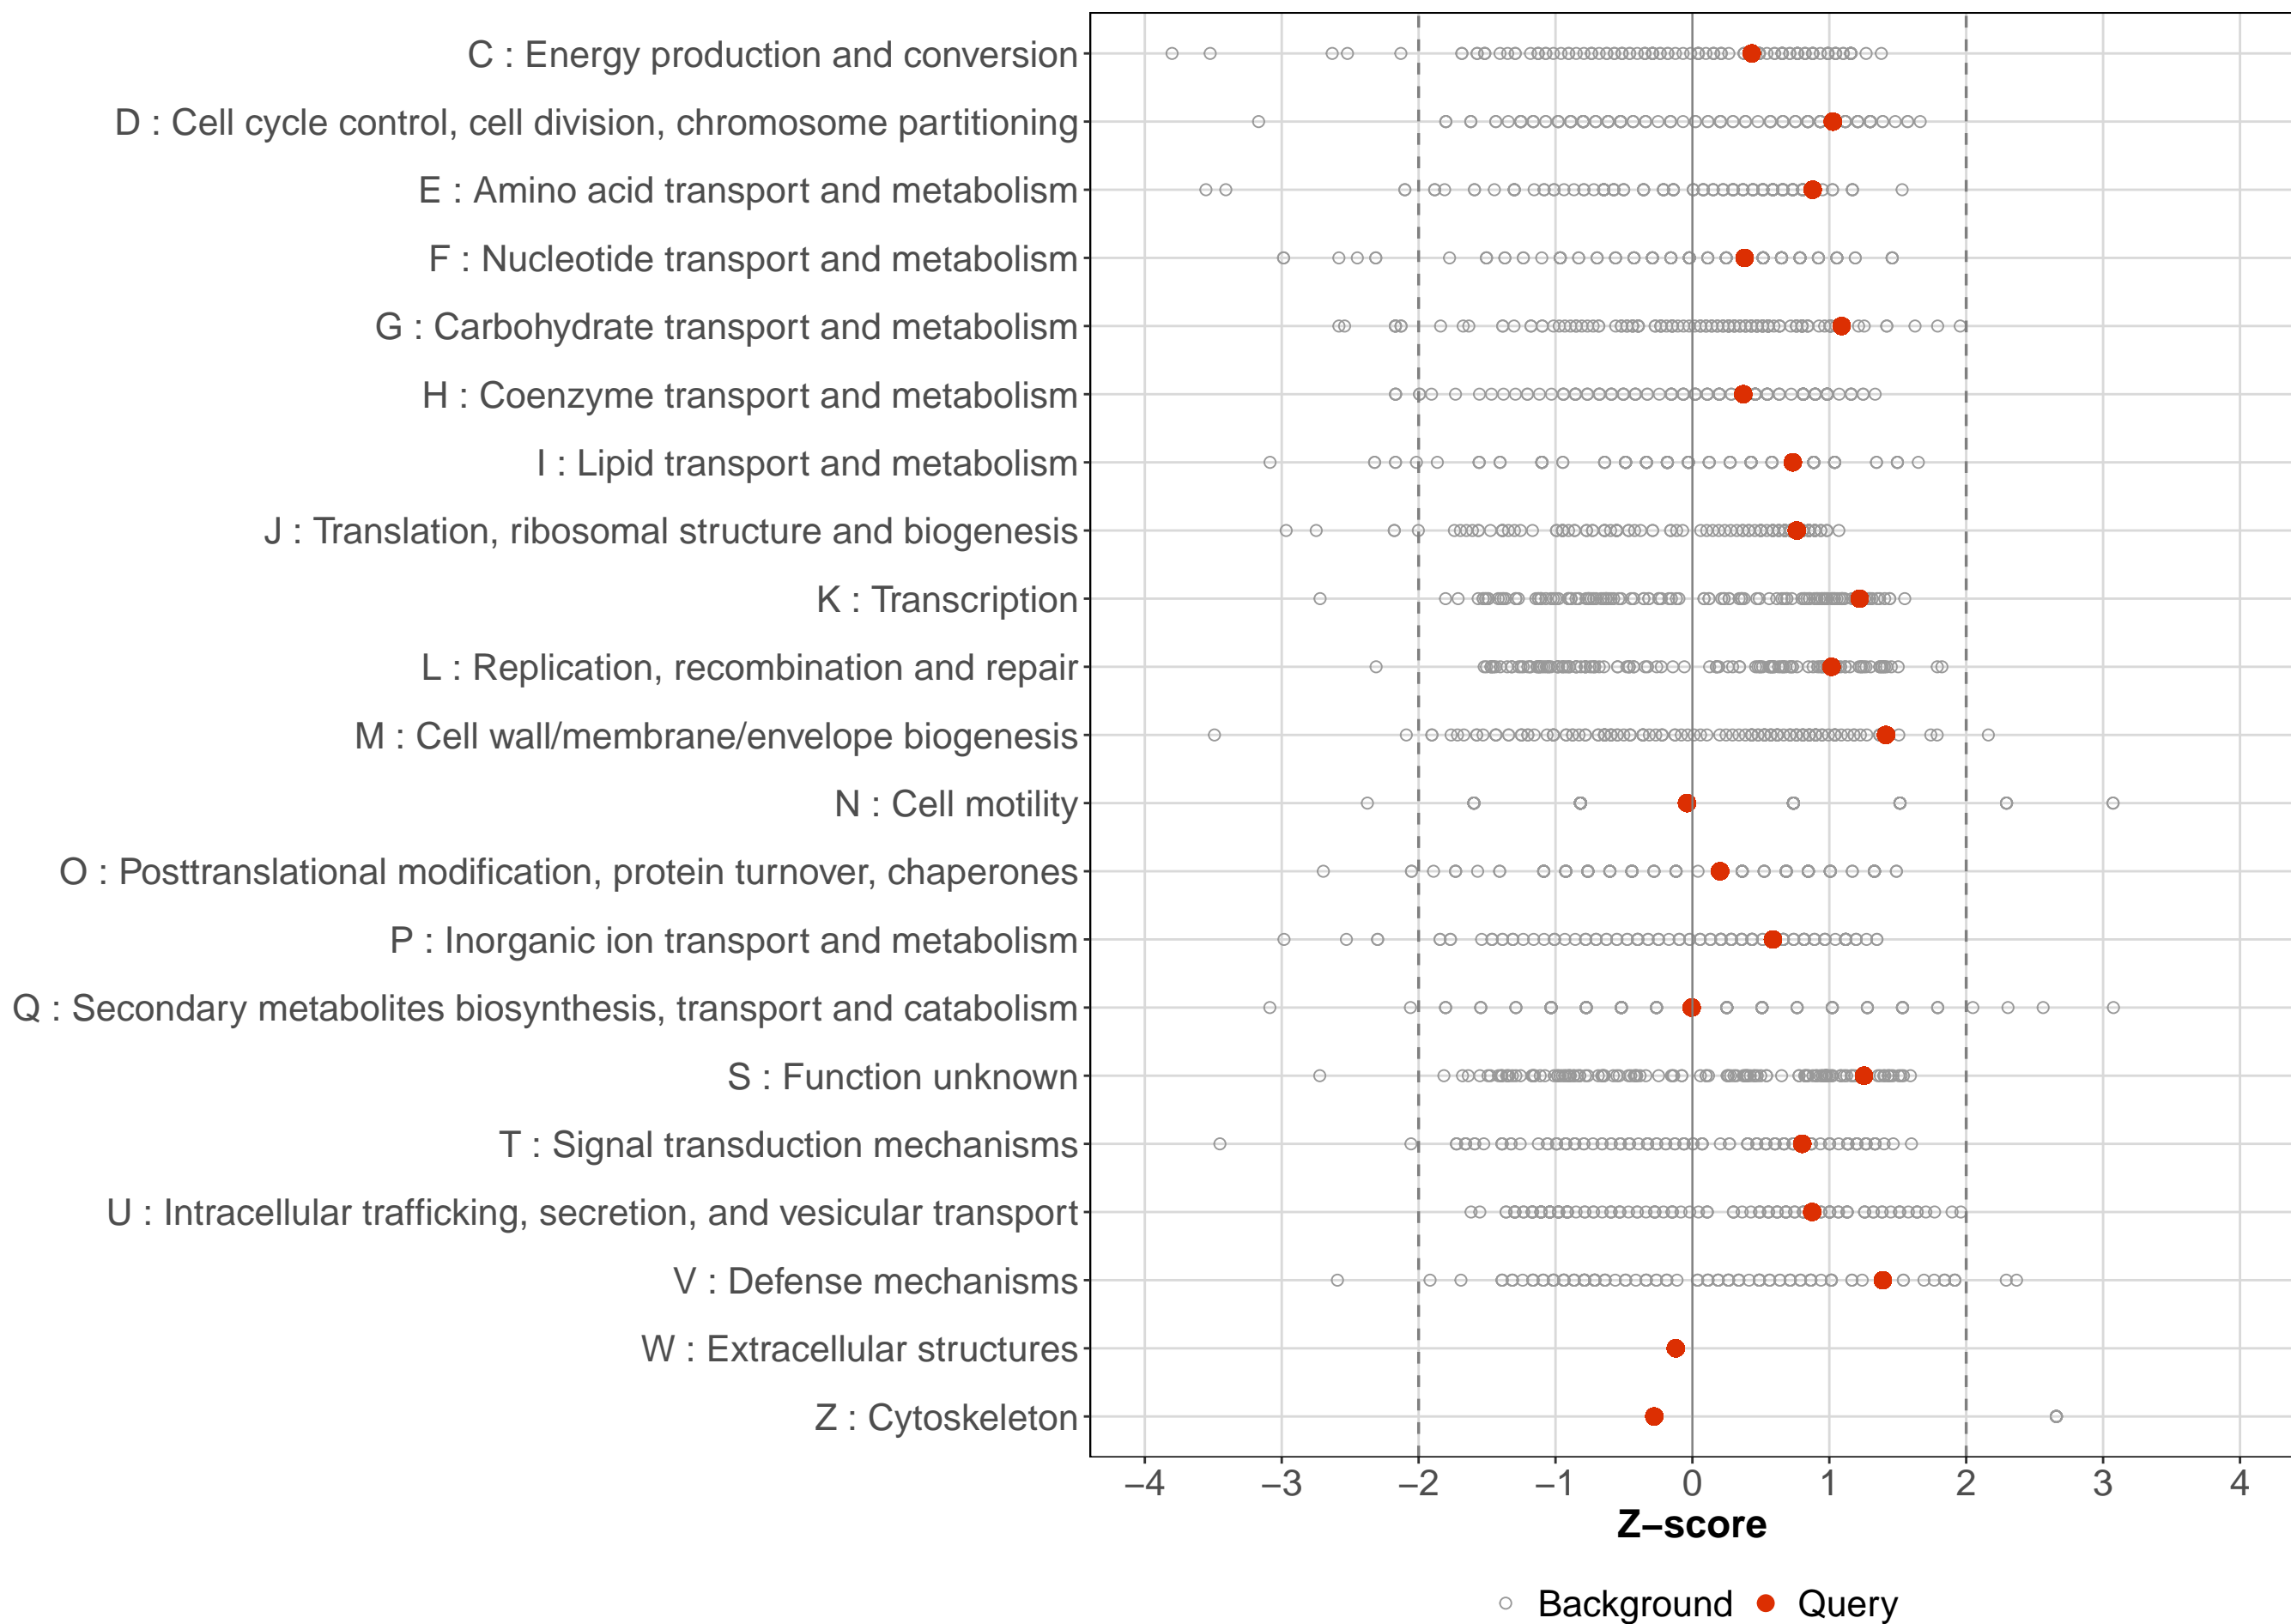 C : Energy production and conversion
D : Cell cycle control, cell division, chromosome partitioning
E : Amino acid transport and metabolism
F : Nucleotide transport and metabolism
G : Carbohydrate transport and metabolism
H : Coenzyme transport and metabolism
I : Lipid transport and metabolism
J : Translation, ribosomal structure and biogenesis
K : Transcription
L : Replication, recombination and repair
M : Cell wall/membrane/envelope biogenesis
N : Cell motility
O : Posttranslational modification, protein turnover, chaperones
P : Inorganic ion transport and metabolism
Q : Secondary metabolites biosynthesis, transport and catabolism
S : Function unknown
T : Signal transduction mechanisms
U : Intracellular trafficking, secretion, and vesicular transport
V : Defense mechanisms
W : Extracellular structures
Z : Cytoskeleton
−4 −3 −2 −1 0 1 2 3 4
Z−score
Background Query